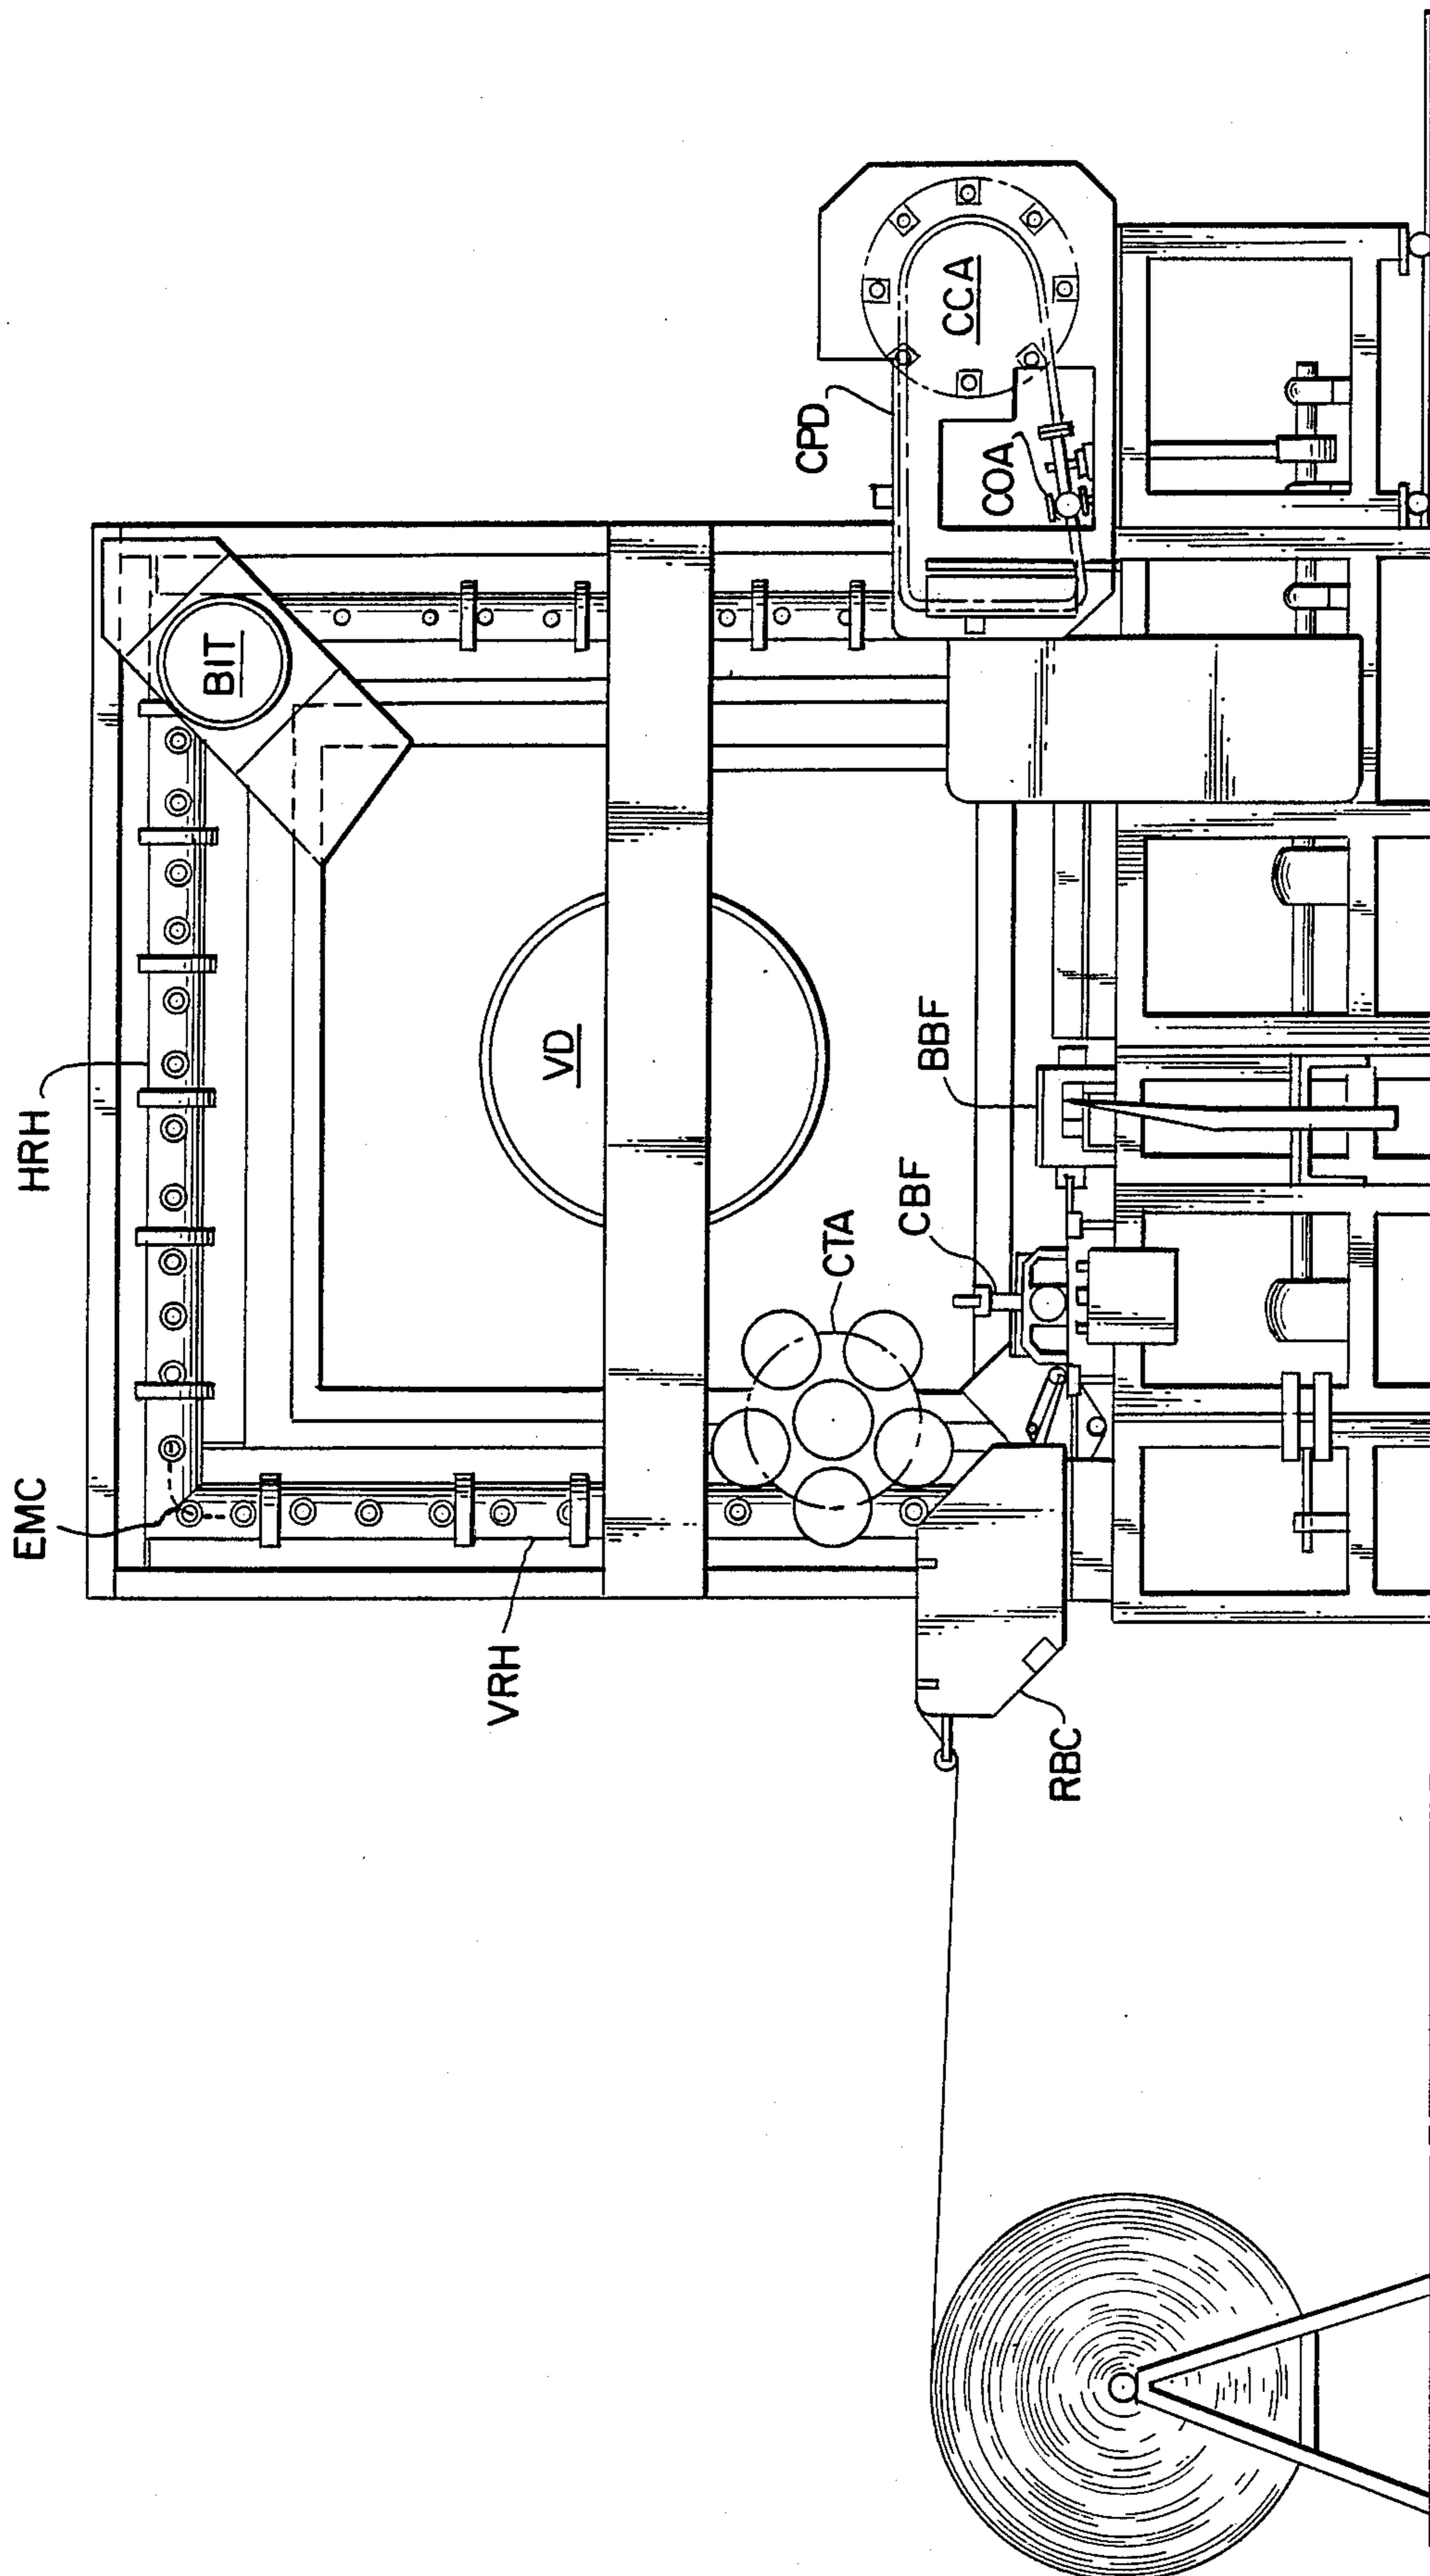 EMC
HRH
BIT
VRH
VD
CPD
CCA
COA
CTA
CBF
BBF
RBC